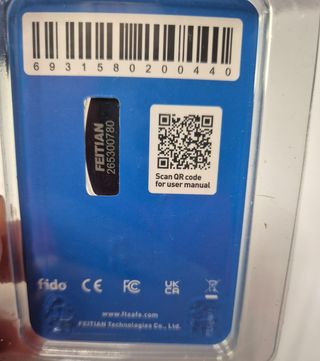 6931580200440
FEITIAN
265300780
Scan QR code
for user manual
fido CE FC UK CA
www.ftsafe.com
FEITIAN Technologies Co., Ltd.